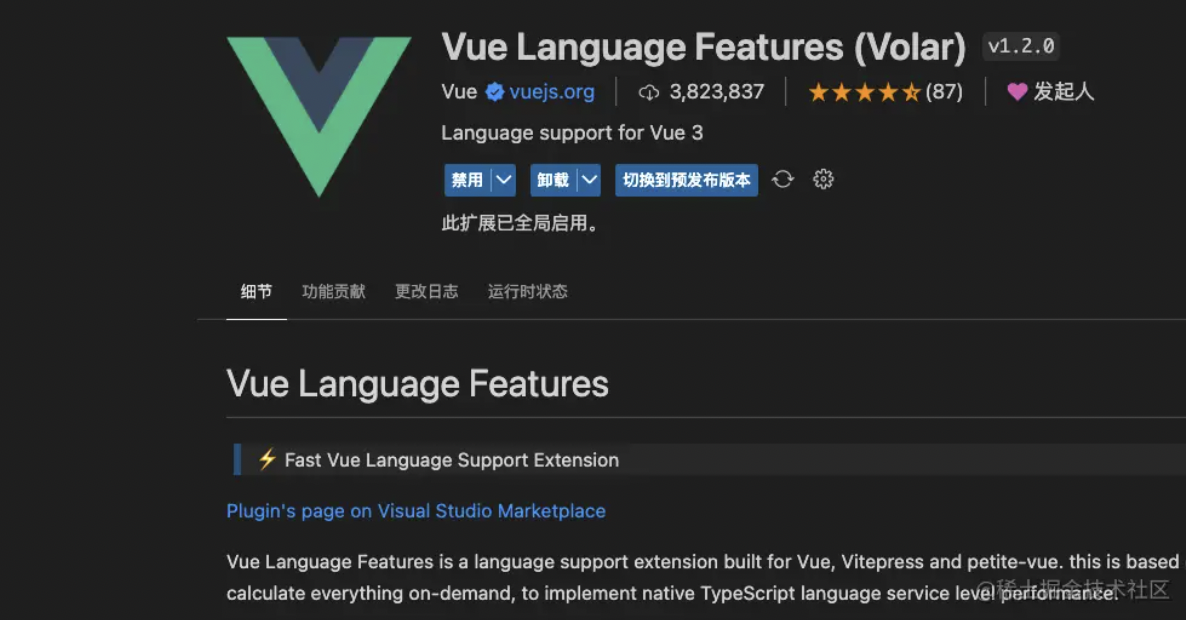 Vue Language Features (Volar) v1.2.0
Vue vuejs.org 3,823,837 (87) 发起人
Language support for Vue 3
禁用 卸载 切换到预发布版本
此扩展已全局启用。
细节 功能贡献 更改日志 运行时状态
Vue Language Features
⚡ Fast Vue Language Support Extension
Plugin's page on Visual Studio Marketplace
Vue Language Features is a language support extension built for Vue, Vitepress and petite-vue. this is based
calculate everything on-demand, to implement native TypeScript language service level performance.
@稀土掘金技术社区